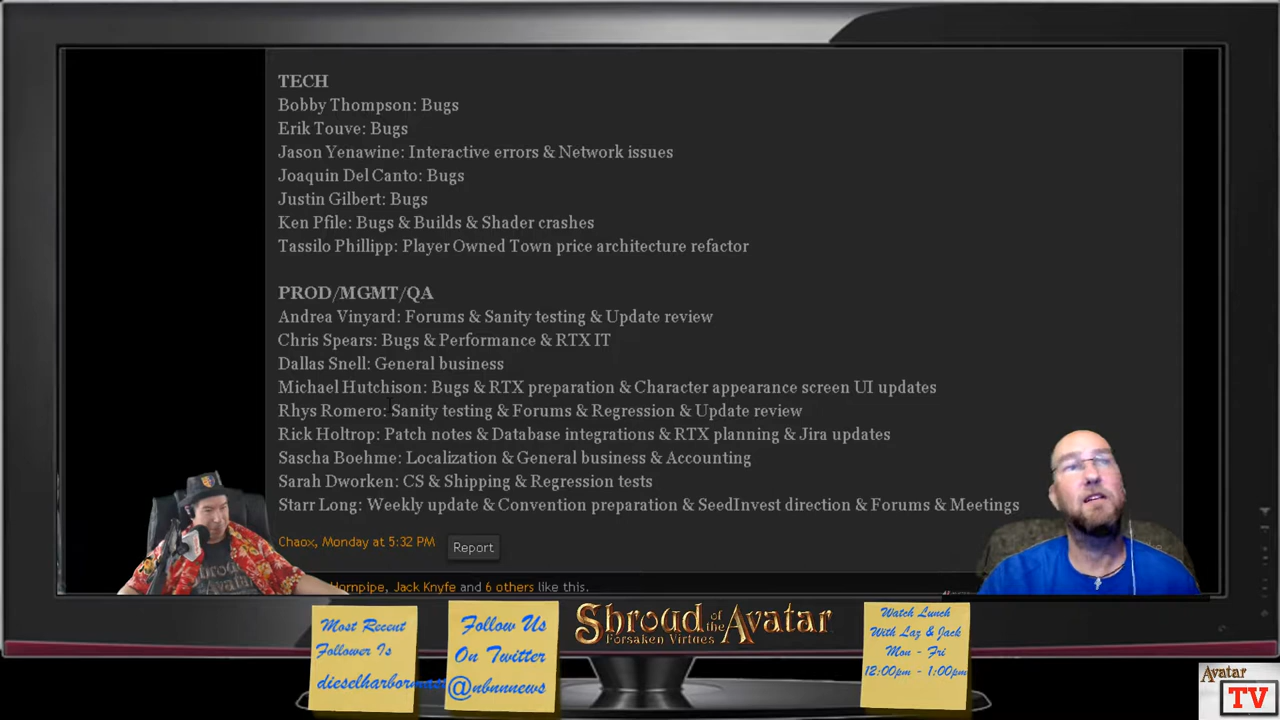 TECH
Bobby Thompson: Bugs
Erik Touve: Bugs
Jason Yenawine: Interactive errors & Network issues
Joaquin Del Canto: Bugs
Justin Gilbert: Bugs
Ken Pfile: Bugs & Builds & Shader crashes
Tassilo Phillipp: Player Owned Town price architecture refactor
PROD/MGMT/QA
Andrea Vinyard: Forums & Sanity testing & Update review
Chris Spears: Bugs & Performance & RTX IT
Dallas Snell: General business
Michael Hutchison: Bugs & RTX preparation & Character appearance screen UI updates
Rhys Romero: Sanity testing & Forums & Regression & Update review
Rick Holtrop: Patch notes & Database integrations & RTX planning & Jira updates
Sascha Boehme: Localization & General business & Accounting
Sarah Dworken: CS & Shipping & Regression tests
Starr Long: Weekly update & Convention preparation & SeedInvest direction & Forums & Meetings
Chaox, Monday at 5:32 PM Report
Hornpipe, Jack Knyfe and 6 others like this.
Most Recent
Follower Is
Follow Us
On Twitter
@nbnnnews
Shroud of the Avatar
Forsaken Virtues
Watch Lunch
With Laz & Jack
Mon - Fri
12:00pm - 1:00pm
Avatar
TV